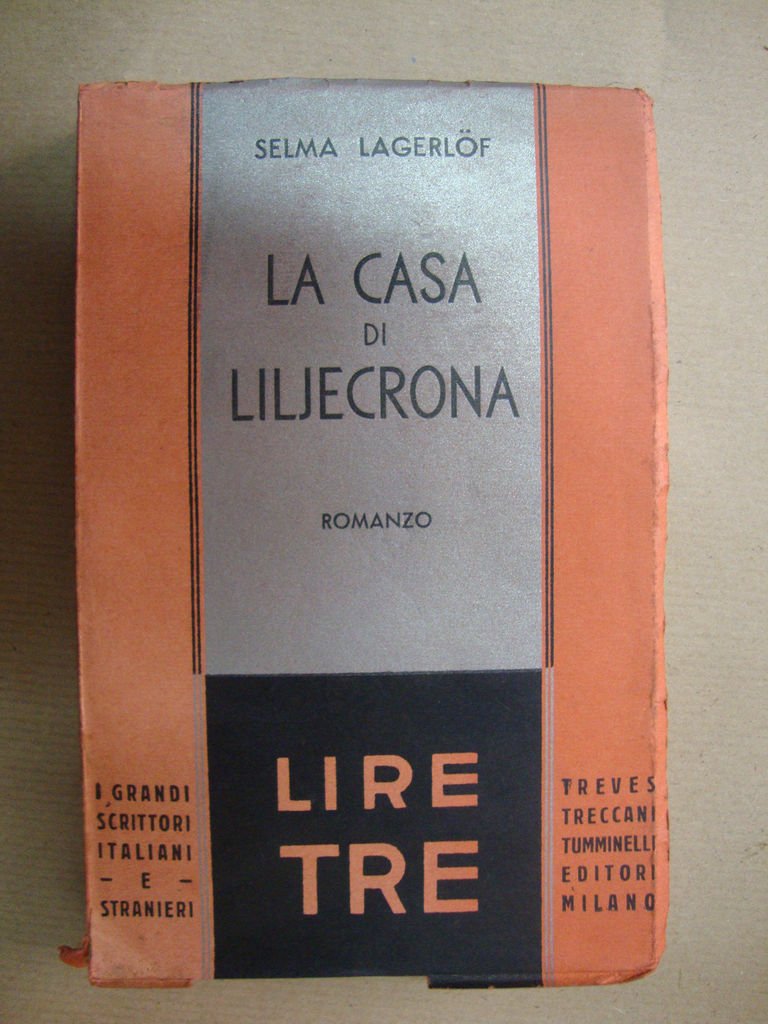 SELMA LAGERLÖF
LA CASA
DI
LILJECRONA
ROMANZO
LIRE
TRE
I GRANDI
SCRITTORI
ITALIANI
– E –
STRANIERI
TREVES
TRECCANI
TUMMINELLI
EDITORI
MILANO